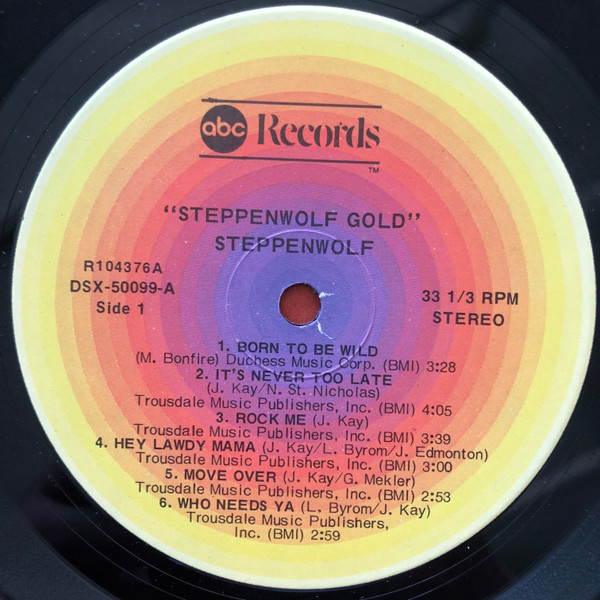 abc Records
TM
"STEPPENWOLF GOLD"
STEPPENWOLF
R104376A
DSX-50099-A
Side 1
33 1/3 RPM
STEREO
1. BORN TO BE WILD
(M. Bonfire) Duchess Music Corp. (BMI) 3:28
2. IT'S NEVER TOO LATE
(J. Kay/N. St. Nicholas)
Trousdale Music Publishers, Inc. (BMI) 4:05
3. ROCK ME (J. Kay)
Trousdale Music Publishers, Inc. (BMI) 3:39
4. HEY LAWDY MAMA (J. Kay/L. Byrom/J. Edmonton)
Trousdale Music Publishers, Inc. (BMI) 3:00
5. MOVE OVER (J. Kay/G. Mekler)
Trousdale Music Publishers, Inc. (BMI) 2:53
6. WHO NEEDS YA (L. Byrom/J. Kay)
Trousdale Music Publishers,
Inc. (BMI) 2:59